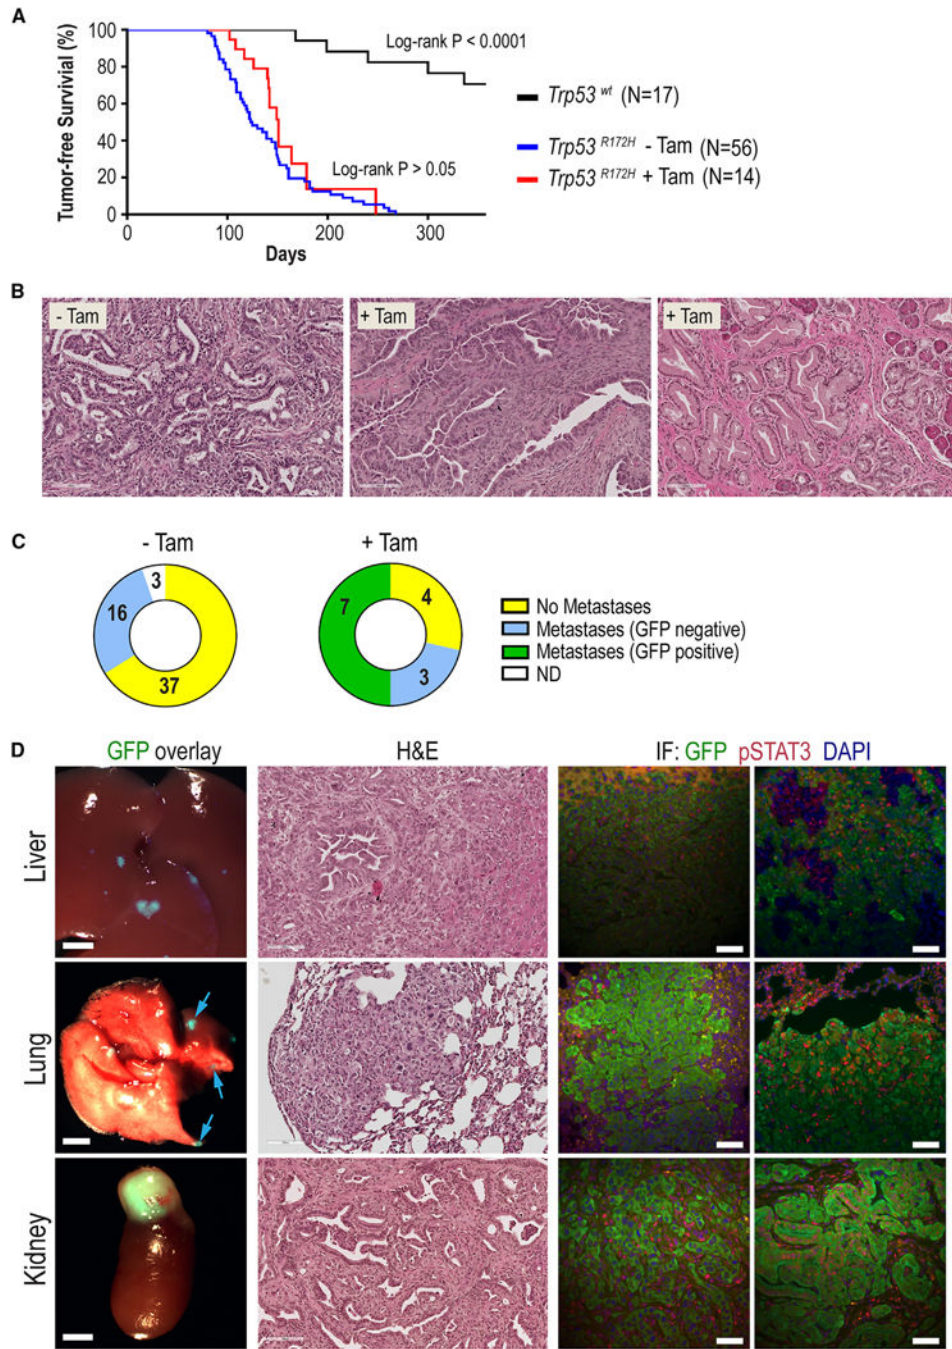 A
Tumor-free Survivial (%)
100
80
60
40
20
0
0
100
200
300
Days
Log-rank P < 0.0001
Log-rank P > 0.05
Trp53 wt (N=17)
Trp53 R172H - Tam (N=56)
Trp53 R172H + Tam (N=14)
B
- Tam
+ Tam
+ Tam
C
- Tam
3
16
37
+ Tam
7
4
3
No Metastases
Metastases (GFP negative)
Metastases (GFP positive)
ND
D
GFP overlay
H&E
IF: GFP pSTAT3 DAPI
Liver
Lung
Kidney